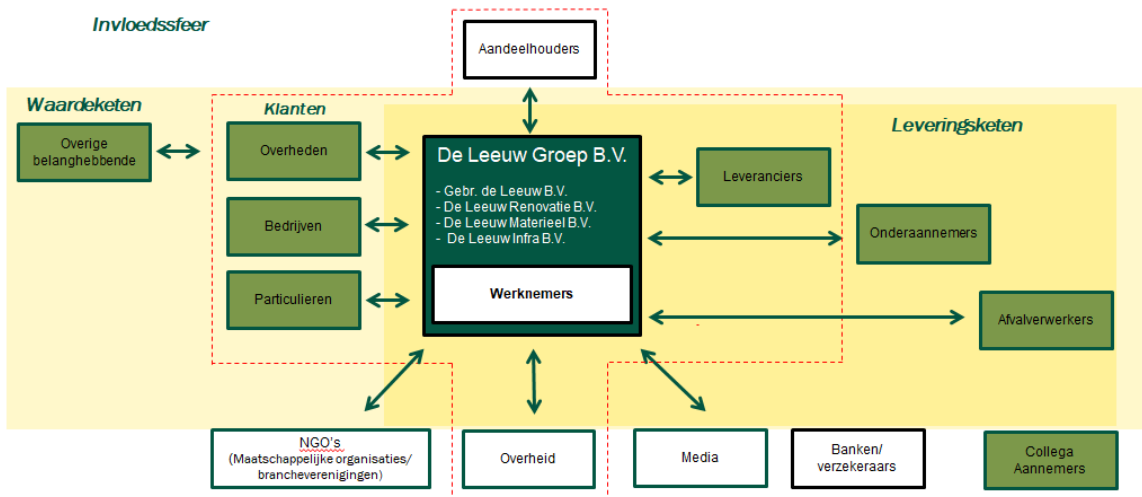 Invloedssfeer
Aandeelhouders
Waardeketen
Klanten
Leveringsketen
Overige
belanghebbende
Overheden
De Leeuw Groep B.V.
- Gebr. de Leeuw B.V.
- De Leeuw Renovatie B.V.
- De Leeuw Materieel B.V.
- De Leeuw Infra B.V.
Leveranciers
Bedrijven
Onderaannemers
Particulieren
Werknemers
Afvalverwerkers
NGO's
(Maatschappelijke organisaties/
brancheverenigingen)
Overheid
Media
Banken/
verzekeraars
Collega
Aannemers